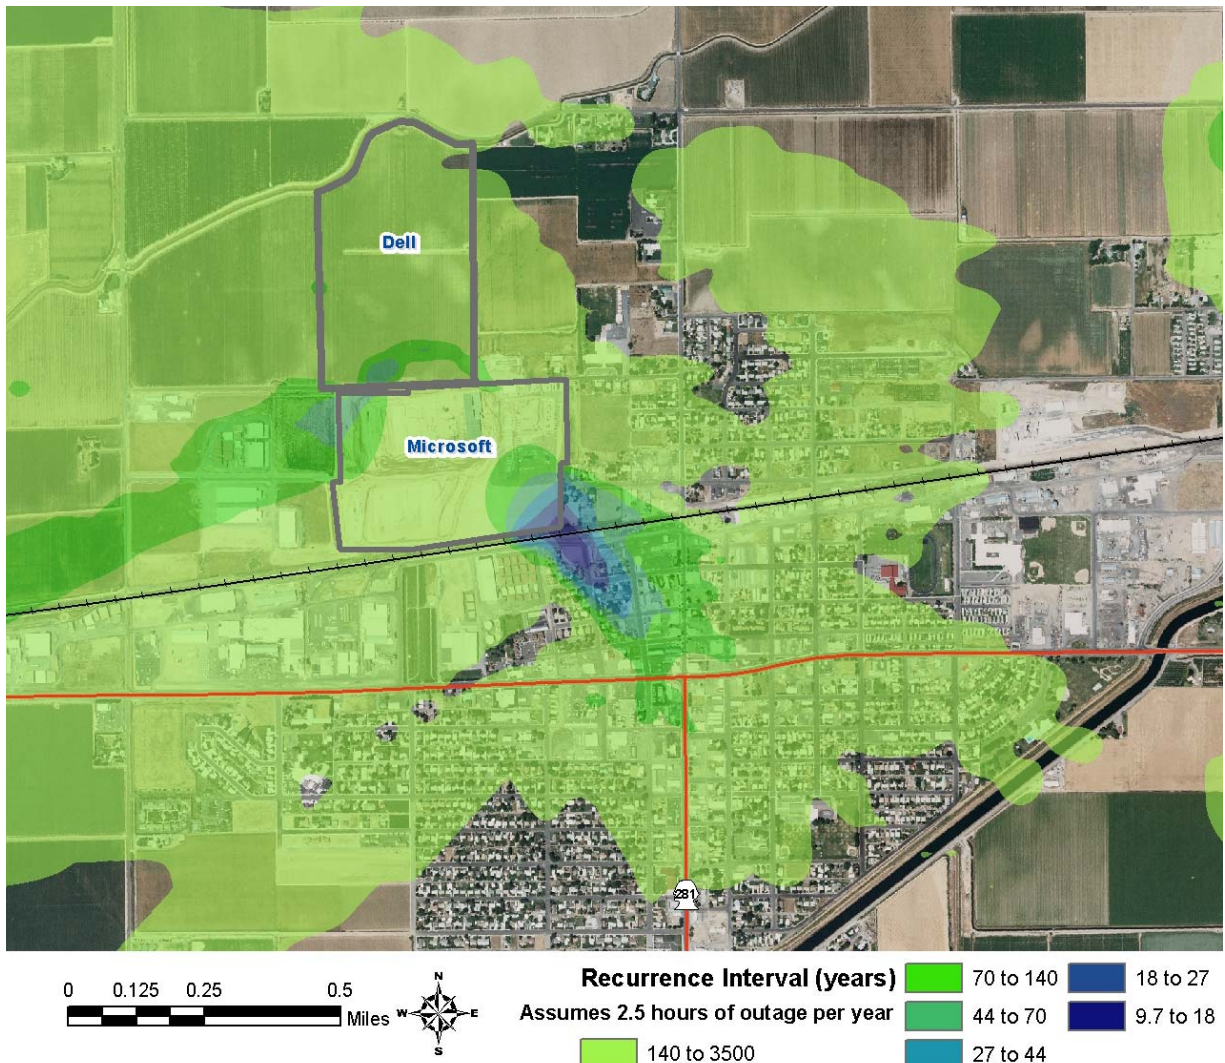 Dell
Microsoft
281
0 0.125 0.25 0.5
Miles
N
W E
S
Recurrence Interval (years)
Assumes 2.5 hours of outage per year
140 to 3500
70 to 140
44 to 70
27 to 44
18 to 27
9.7 to 18